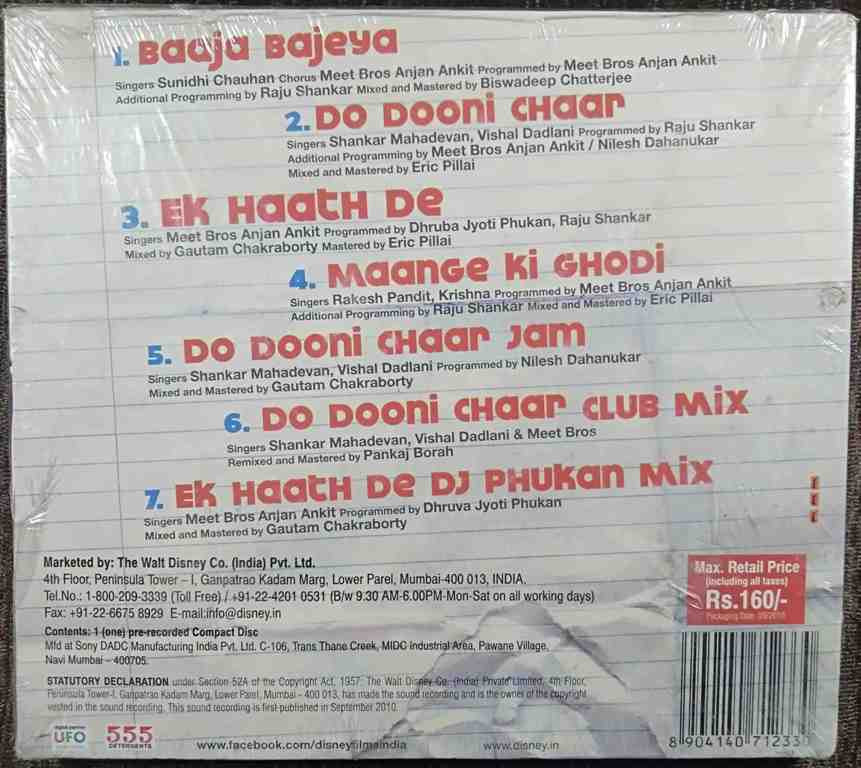 1. Baaja Bajeya
Singers Sunidhi Chauhan Chorus Meet Bros Anjan Ankit Programmed by Meet Bros Anjan Ankit
Additional Programming by Raju Shankar Mixed and Mastered by Biswadeep Chatterjee
2. Do Dooni Chaar
Singers Shankar Mahadevan, Vishal Dadlani Programmed by Raju Shankar
Additional Programming by Meet Bros Anjan Ankit / Nilesh Dahanukar
Mixed and Mastered by Eric Pillai
3. Ek Haath De
Singers Meet Bros Anjan Ankit Programmed by Dhruba Jyoti Phukan, Raju Shankar
Mixed by Gautam Chakraborty Mastered by Eric Pillai
4. Maange Ki Ghodi
Singers Rakesh Pandit, Krishna Programmed by Meet Bros Anjan Ankit
Additional Programming by Raju Shankar Mixed and Mastered by Eric Pillai
5. Do Dooni Chaar Jam
Singers Shankar Mahadevan, Vishal Dadlani Programmed by Nilesh Dahanukar
Mixed and Mastered by Gautam Chakraborty
6. Do Dooni Chaar Club Mix
Singers Shankar Mahadevan, Vishal Dadlani & Meet Bros
Remixed and Mastered by Pankaj Borah
7. Ek Haath De DJ Phukan Mix
Singers Meet Bros Anjan Ankit Programmed by Dhruva Jyoti Phukan
Mixed and Mastered by Gautam Chakraborty
Marketed by: The Walt Disney Co. (India) Pvt. Ltd.
4th Floor, Peninsula Tower – I, Ganpatrao Kadam Marg, Lower Parel, Mumbai-400 013, INDIA.
Tel.No.: 1-800-209-3339 (Toll Free) / +91-22-4201 0531 (B/w 9.30 AM-6.00PM-Mon-Sat on all working days)
Fax: +91-22-6675 8929 E-mail:info@disney.in
Contents: 1 (one) pre-recorded Compact Disc
Mfd at Sony DADC Manufacturing India Pvt. Ltd. C-106, Trans Thane Creek, MIDC Industrial Area, Pawane Village,
Navi Mumbai – 400705.
STATUTORY DECLARATION under Section 52A of the Copyright Act, 1957: The Walt Disney Co. (India) Private Limited, 4th Floor,
Peninsula Tower-I, Ganpatrao Kadam Marg, Lower Parel, Mumbai - 400 013, has made the sound recording and is the owner of the copyright
vested in the sound recording. This sound recording is first published in September 2010.
Max. Retail Price
(including all taxes)
Rs.160/-
Packaging Date:
8 904140 71233
digital partner
UFO
555
DETERGENTS
www.facebook.com/disneyfilmsindia
www.disney.in